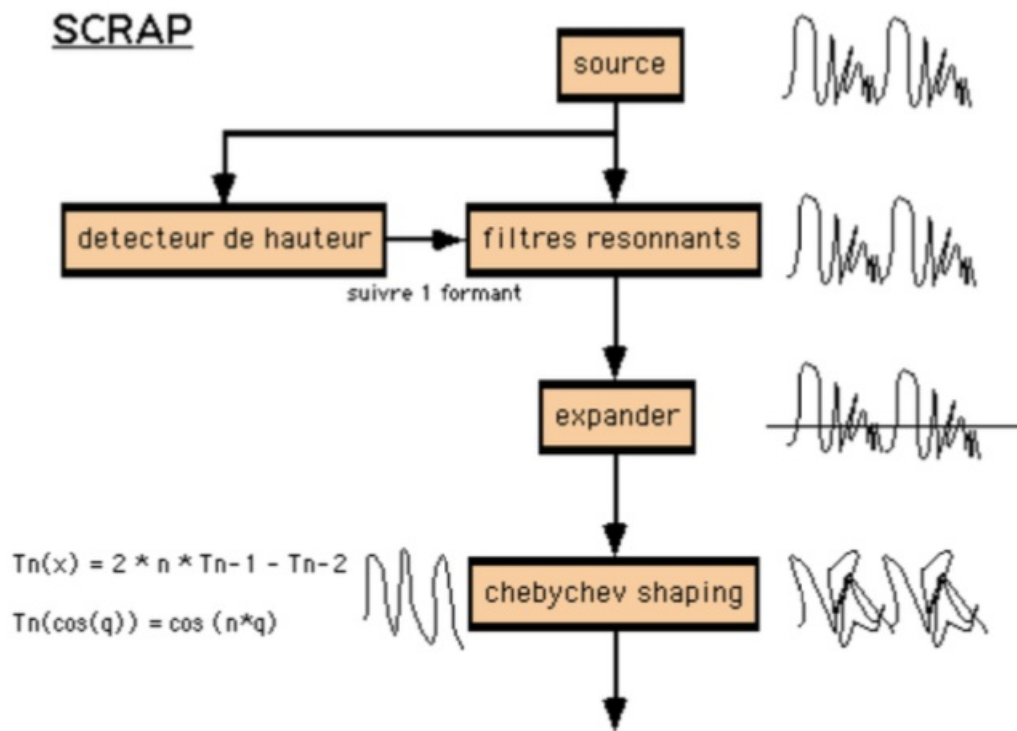 SCRAP
source
detecteur de hauteur
filtres resonnants
suivre 1 formant
expander
Tn(x) = 2 * n * Tn-1 - Tn-2
chebychev shaping
Tn(cos(q)) = cos (n*q)